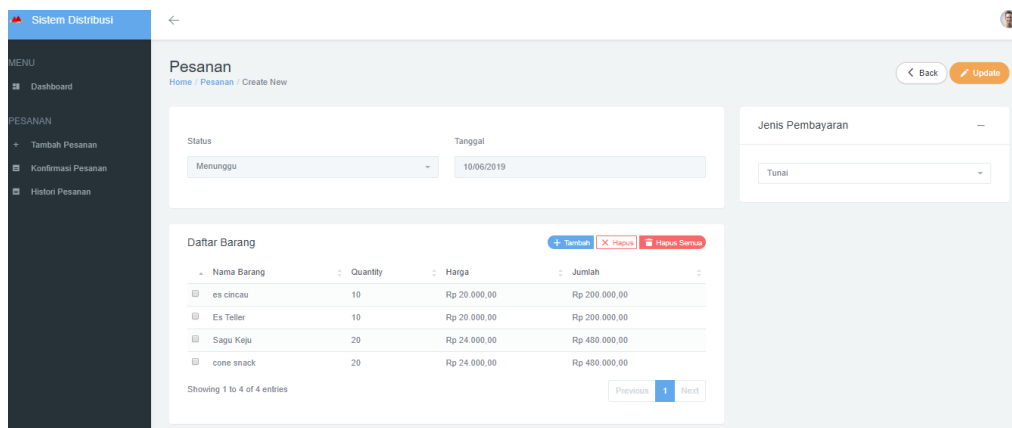 Sistem Distribusi
MENU
Dashboard
PESANAN
Tambah Pesanan
Konfirmasi Pesanan
Histori Pesanan
Pesanan
Home / Pesanan / Create New
Back
Update
Status
Tanggal
Menunggu
10/06/2019
Jenis Pembayaran
Tunai
Daftar Barang
+ Tambah
Hapus
Hapus Semua
Nama Barang Quantity Harga Jumlah
es cincau 10 Rp 20.000,00 Rp 200.000,00
Es Teller 10 Rp 20.000,00 Rp 200.000,00
Sagu Keju 20 Rp 24.000,00 Rp 480.000,00
cone snack 20 Rp 24.000,00 Rp 480.000,00
Showing 1 to 4 of 4 entries
Previous 1 Next